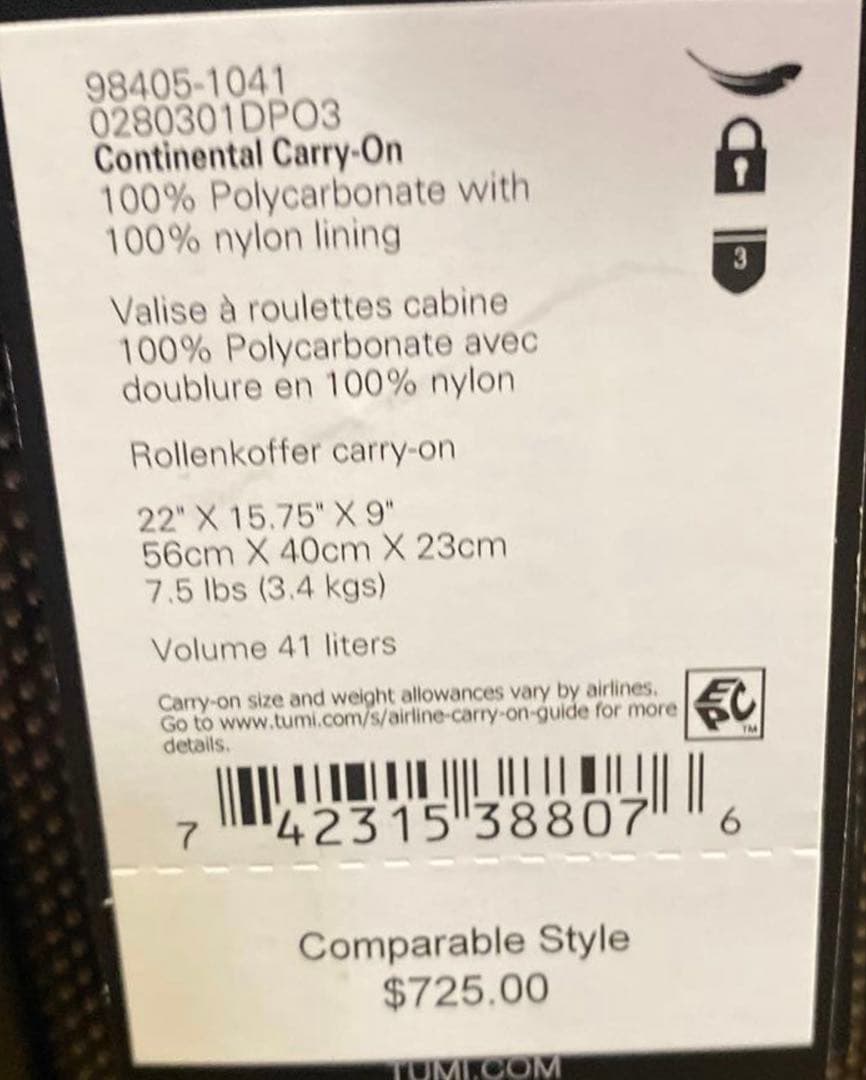 98405-1041
0280301DPO3
Continental Carry-On
100% Polycarbonate with
100% nylon lining
3
Valise à roulettes cabine
100% Polycarbonate avec
doublure en 100% nylon
Rollenkoffer carry-on
22" X 15.75" X 9"
56cm X 40cm X 23cm
7.5 lbs (3.4 kgs)
Volume 41 liters
Carry-on size and weight allowances vary by airlines.
Go to www.tumi.com/s/airline-carry-on-guide for more
details.
EPC TM
7 42315 38807 6
Comparable Style
$725.00
TUMI.COM